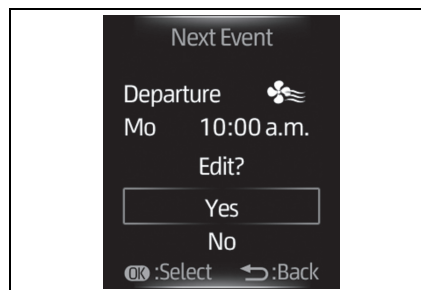 Next Event
Departure
Mo 10:00 a.m.
Edit?
Yes
No
OK :Select :Back